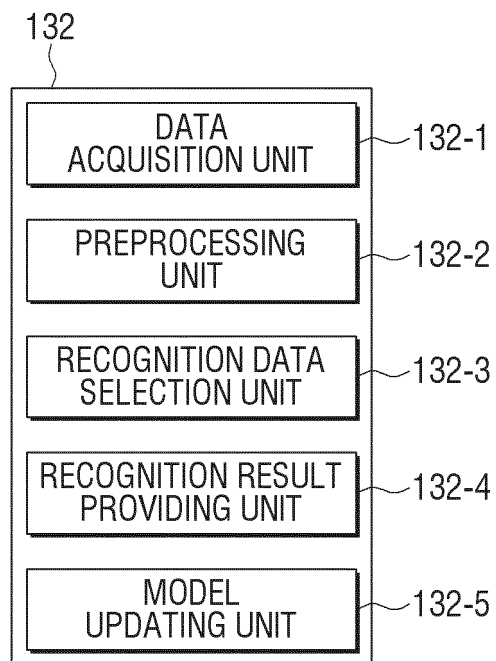 132
DATA
ACQUISITION UNIT
132-1
PREPROCESSING
UNIT
132-2
RECOGNITION DATA
SELECTION UNIT
132-3
RECOGNITION RESULT
PROVIDING UNIT
132-4
MODEL
UPDATING UNIT
132-5